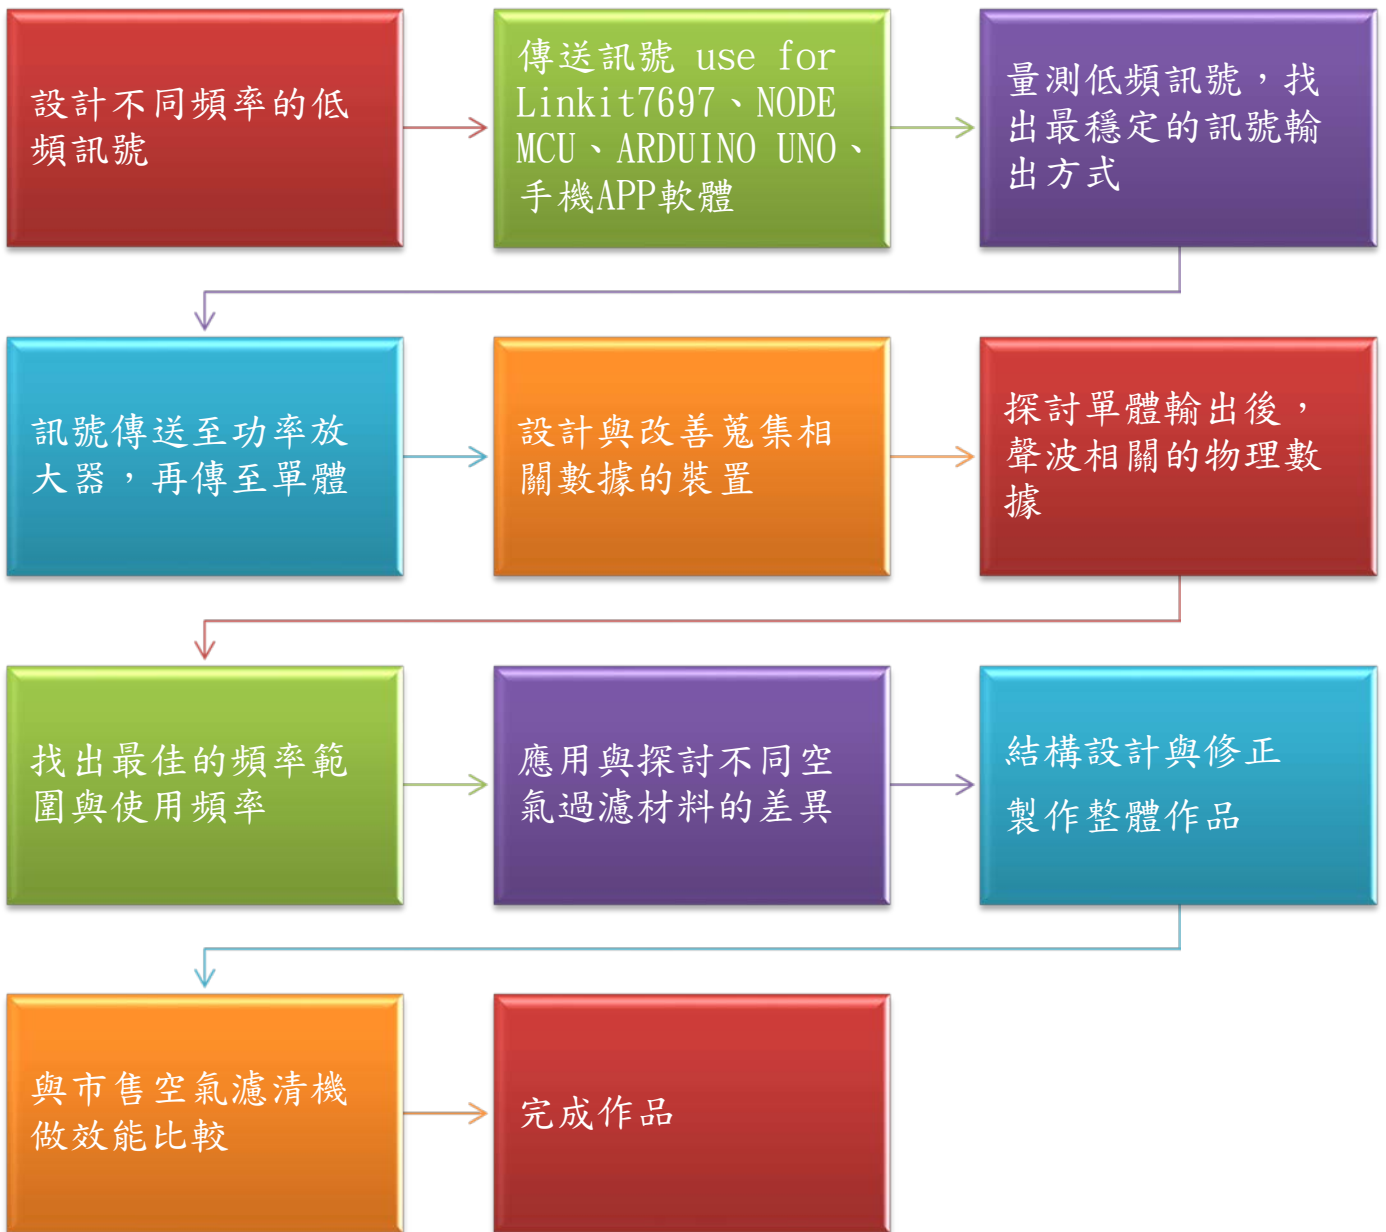 設計不同頻率的低
頻訊號
傳送訊號 use for
Linkit7697、NODE
MCU、ARDUINO UNO、
手機APP軟體
量測低頻訊號，找
出最穩定的訊號輸
出方式
訊號傳送至功率放
大器，再傳至單體
設計與改善蒐集相
關數據的裝置
探討單體輸出後，
聲波相關的物理數
據
找出最佳的頻率範
圍與使用頻率
應用與探討不同空
氣過濾材料的差異
結構設計與修正
製作整體作品
與市售空氣濾清機
做效能比較
完成作品